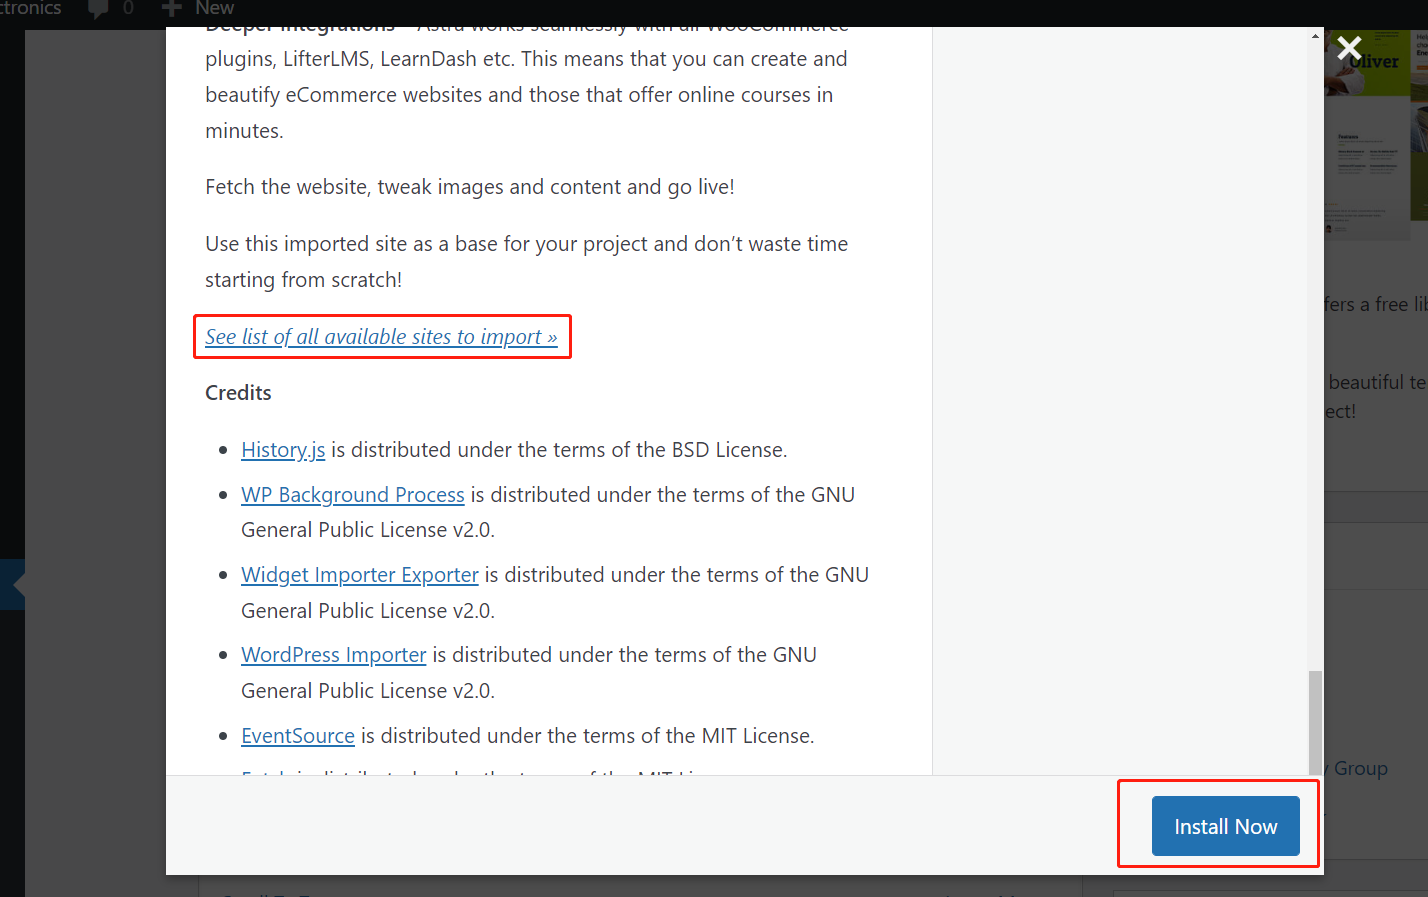 ctronics 0 New
Deeper Integrations – Astra works seamlessly with all WooCommerce
plugins, LifterLMS, LearnDash etc. This means that you can create and
beautify eCommerce websites and those that offer online courses in
minutes.
Oliver
Features
Fetch the website, tweak images and content and go live!
Use this imported site as a base for your project and don’t waste time
starting from scratch!
fers a free lib
See list of all available sites to import »
beautiful te
ect!
Credits
History.js is distributed under the terms of the BSD License.
WP Background Process is distributed under the terms of the GNU
General Public License v2.0.
Widget Importer Exporter is distributed under the terms of the GNU
General Public License v2.0.
WordPress Importer is distributed under the terms of the GNU
General Public License v2.0.
EventSource is distributed under the terms of the MIT License.
y Group
Install Now